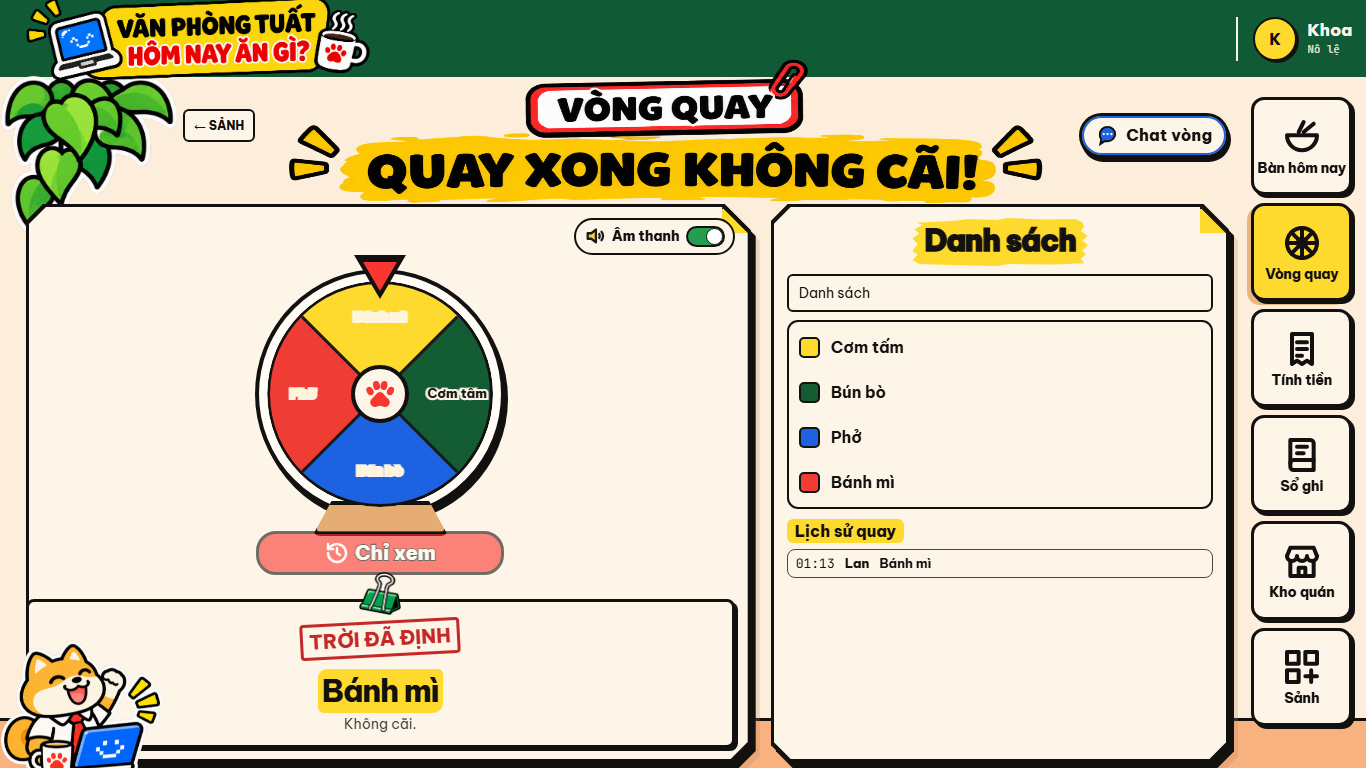 VĂN PHÒNG TUẤT
HÔM NAY ĂN GÌ?
K
Khoa
Nô lệ
← SẢNH
VÒNG QUAY
QUAY XONG KHÔNG CÃI!
Chat vòng
Âm thanh
Cơm tấm
Chỉ xem
TRỜI ĐÃ ĐỊNH
Bánh mì
Không cãi.
Danh sách
Danh sách
Cơm tấm
Bún bò
Phở
Bánh mì
Lịch sử quay
01:13 Lan Bánh mì
Bàn hôm nay
Vòng quay
Tính tiền
Sổ ghi
Kho quán
Sảnh